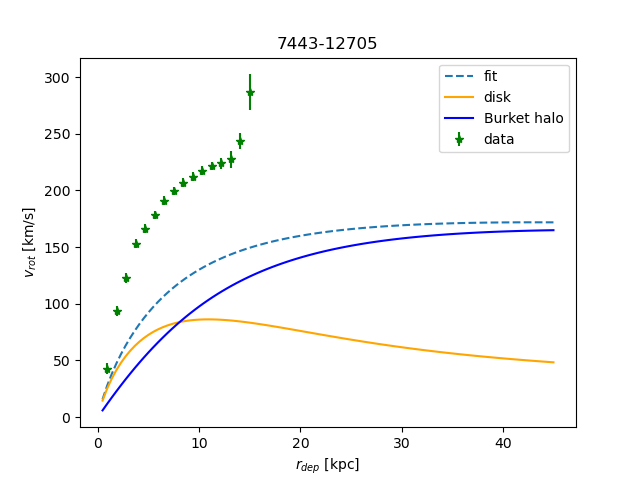 7443-12705
300
250
200
150
100
50
0
v_rot [km/s]
fit
disk
Burket halo
data
0 10 20 30 40
r_dep [kpc]